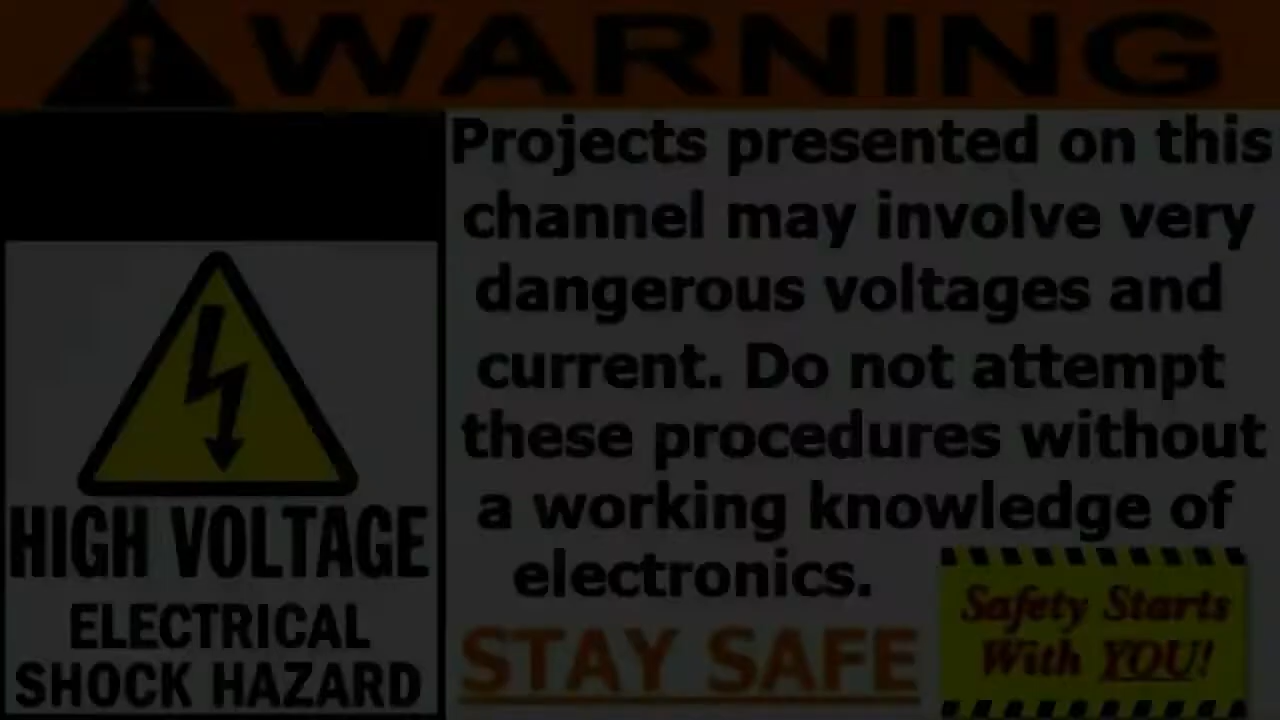 WARNING
Projects presented on this
channel may involve very
dangerous voltages and
current. Do not attempt
these procedures without
a working knowledge of
electronics.
STAY SAFE
HIGH VOLTAGE
ELECTRICAL
SHOCK HAZARD
Safety Starts
With YOU!